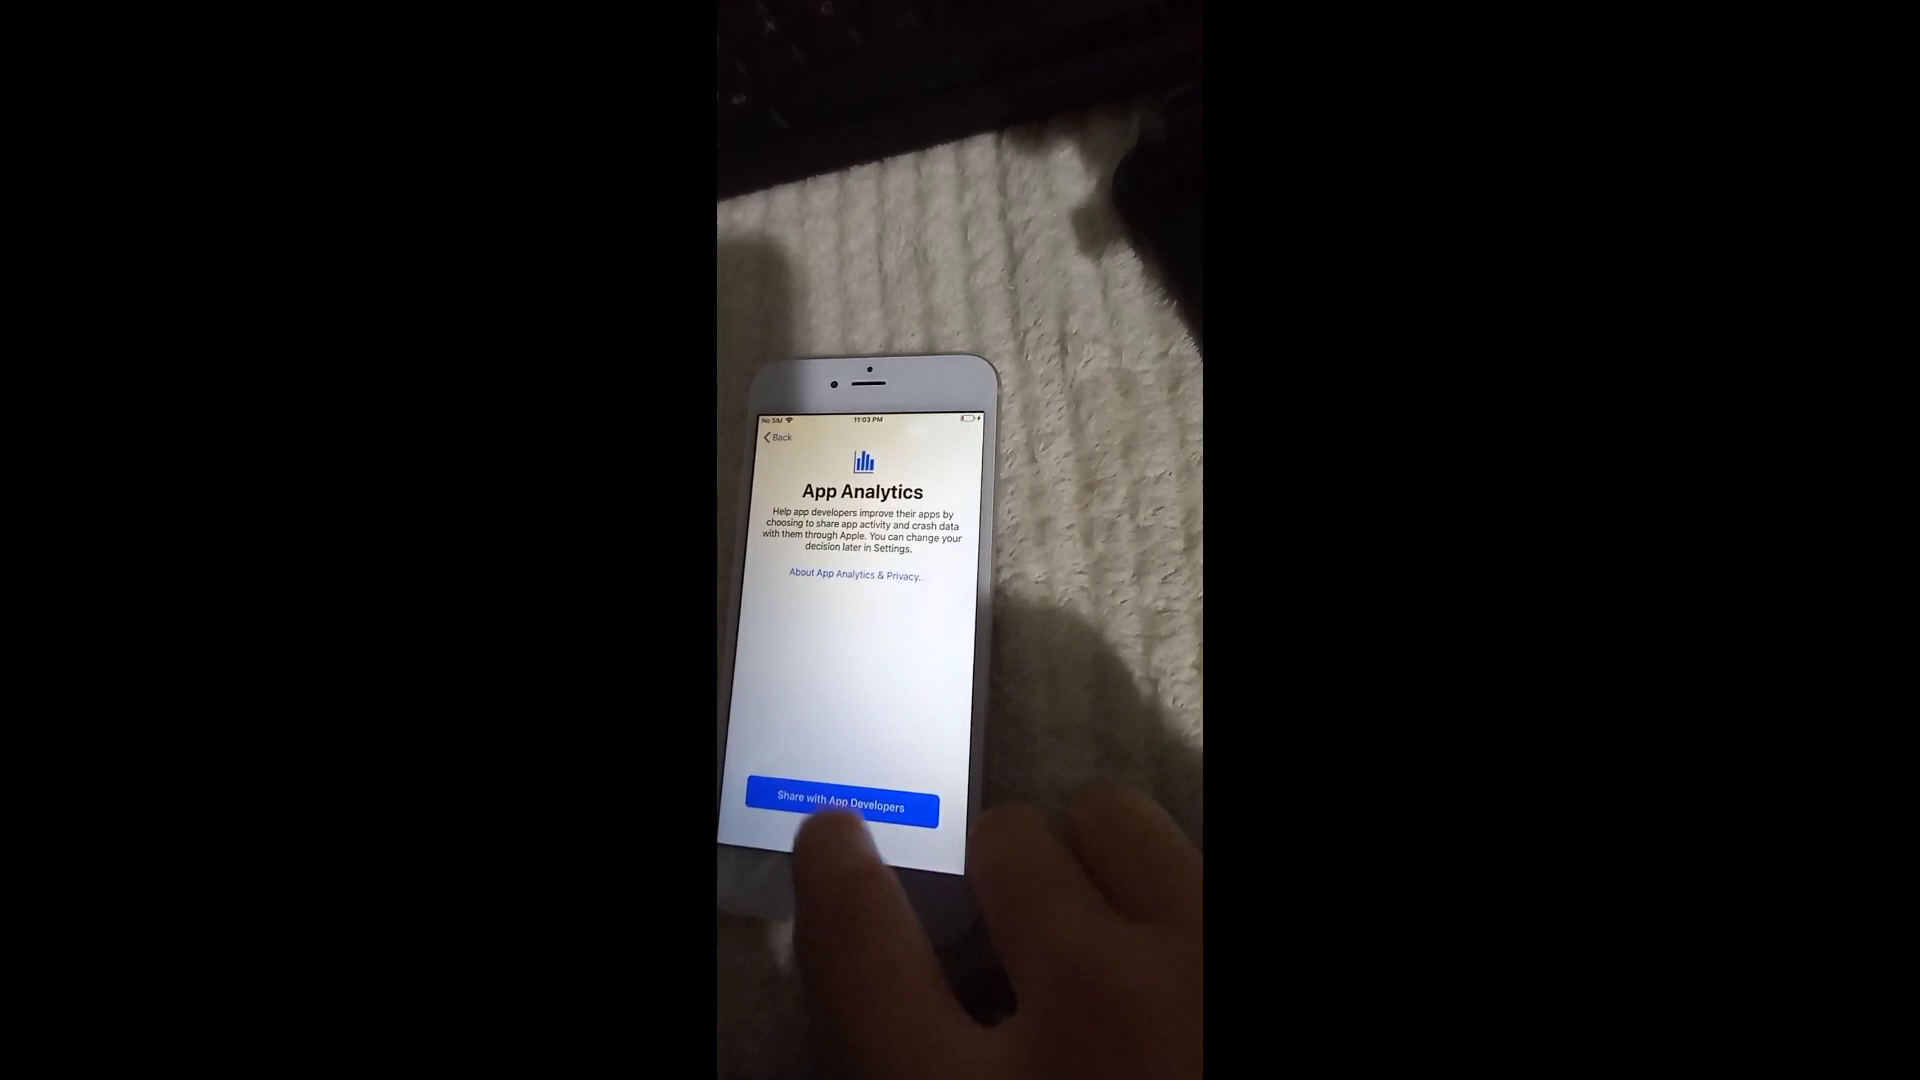 No SIM 11:03 PM
Back
App Analytics
Help app developers improve their apps by
choosing to share app activity and crash data
with them through Apple. You can change your
decision later in Settings.
About App Analytics & Privacy..
Share with App Developers